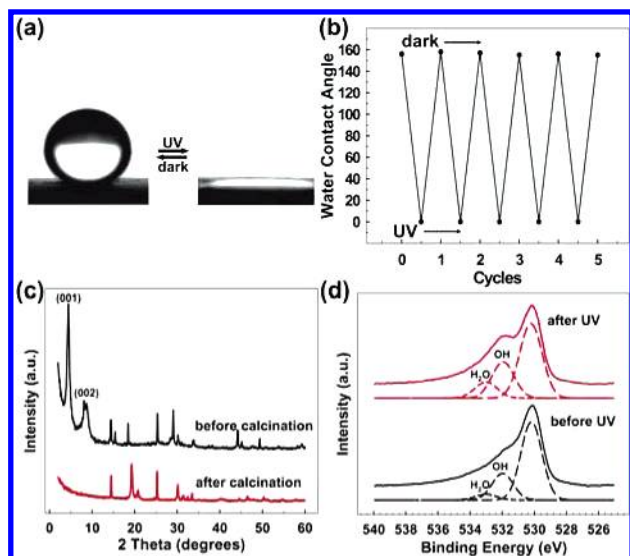 (a)
UV
dark
(b)
Water Contact Angle
160
140
120
100
80
60
40
20
0
dark
UV
0 1 2 3 4 5
Cycles
(c)
Intensity (a.u.)
(001)
(002)
before calcination
after calcination
0 10 20 30 40 50 60
2 Theta (degrees)
(d)
Intensity (a.u.)
after UV
OH
H2O
before UV
OH
H2O
540 538 536 534 532 530 528 526
Binding Energy (eV)